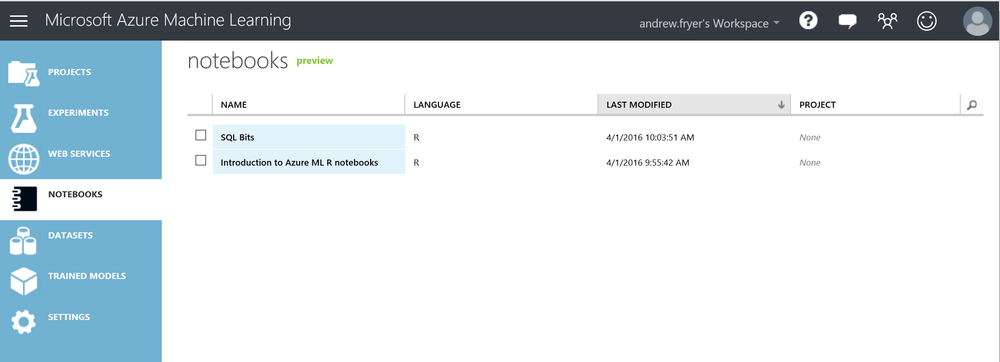 Microsoft Azure Machine Learning
andrew.fryer's Workspace
?
PROJECTS
EXPERIMENTS
WEB SERVICES
NOTEBOOKS
DATASETS
TRAINED MODELS
SETTINGS
notebooks preview
NAME LANGUAGE LAST MODIFIED PROJECT
SQL Bits R 4/1/2016 10:03:51 AM None
Introduction to Azure ML R notebooks R 4/1/2016 9:55:42 AM None